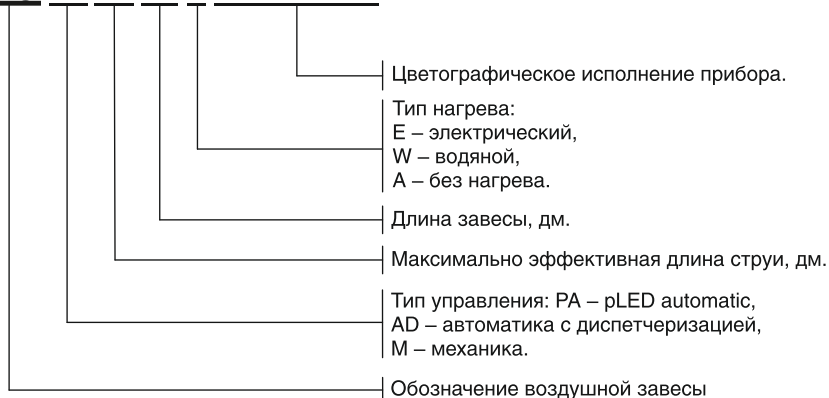 Цветографическое исполнение прибора.
Тип нагрева:
E – электрический,
W – водяной,
A – без нагрева.
Длина завесы, дм.
Максимально эффективная длина струи, дм.
Тип управления: PA – pLED automatic,
AD – автоматика с диспетчеризацией,
M – механика.
Обозначение воздушной завесы